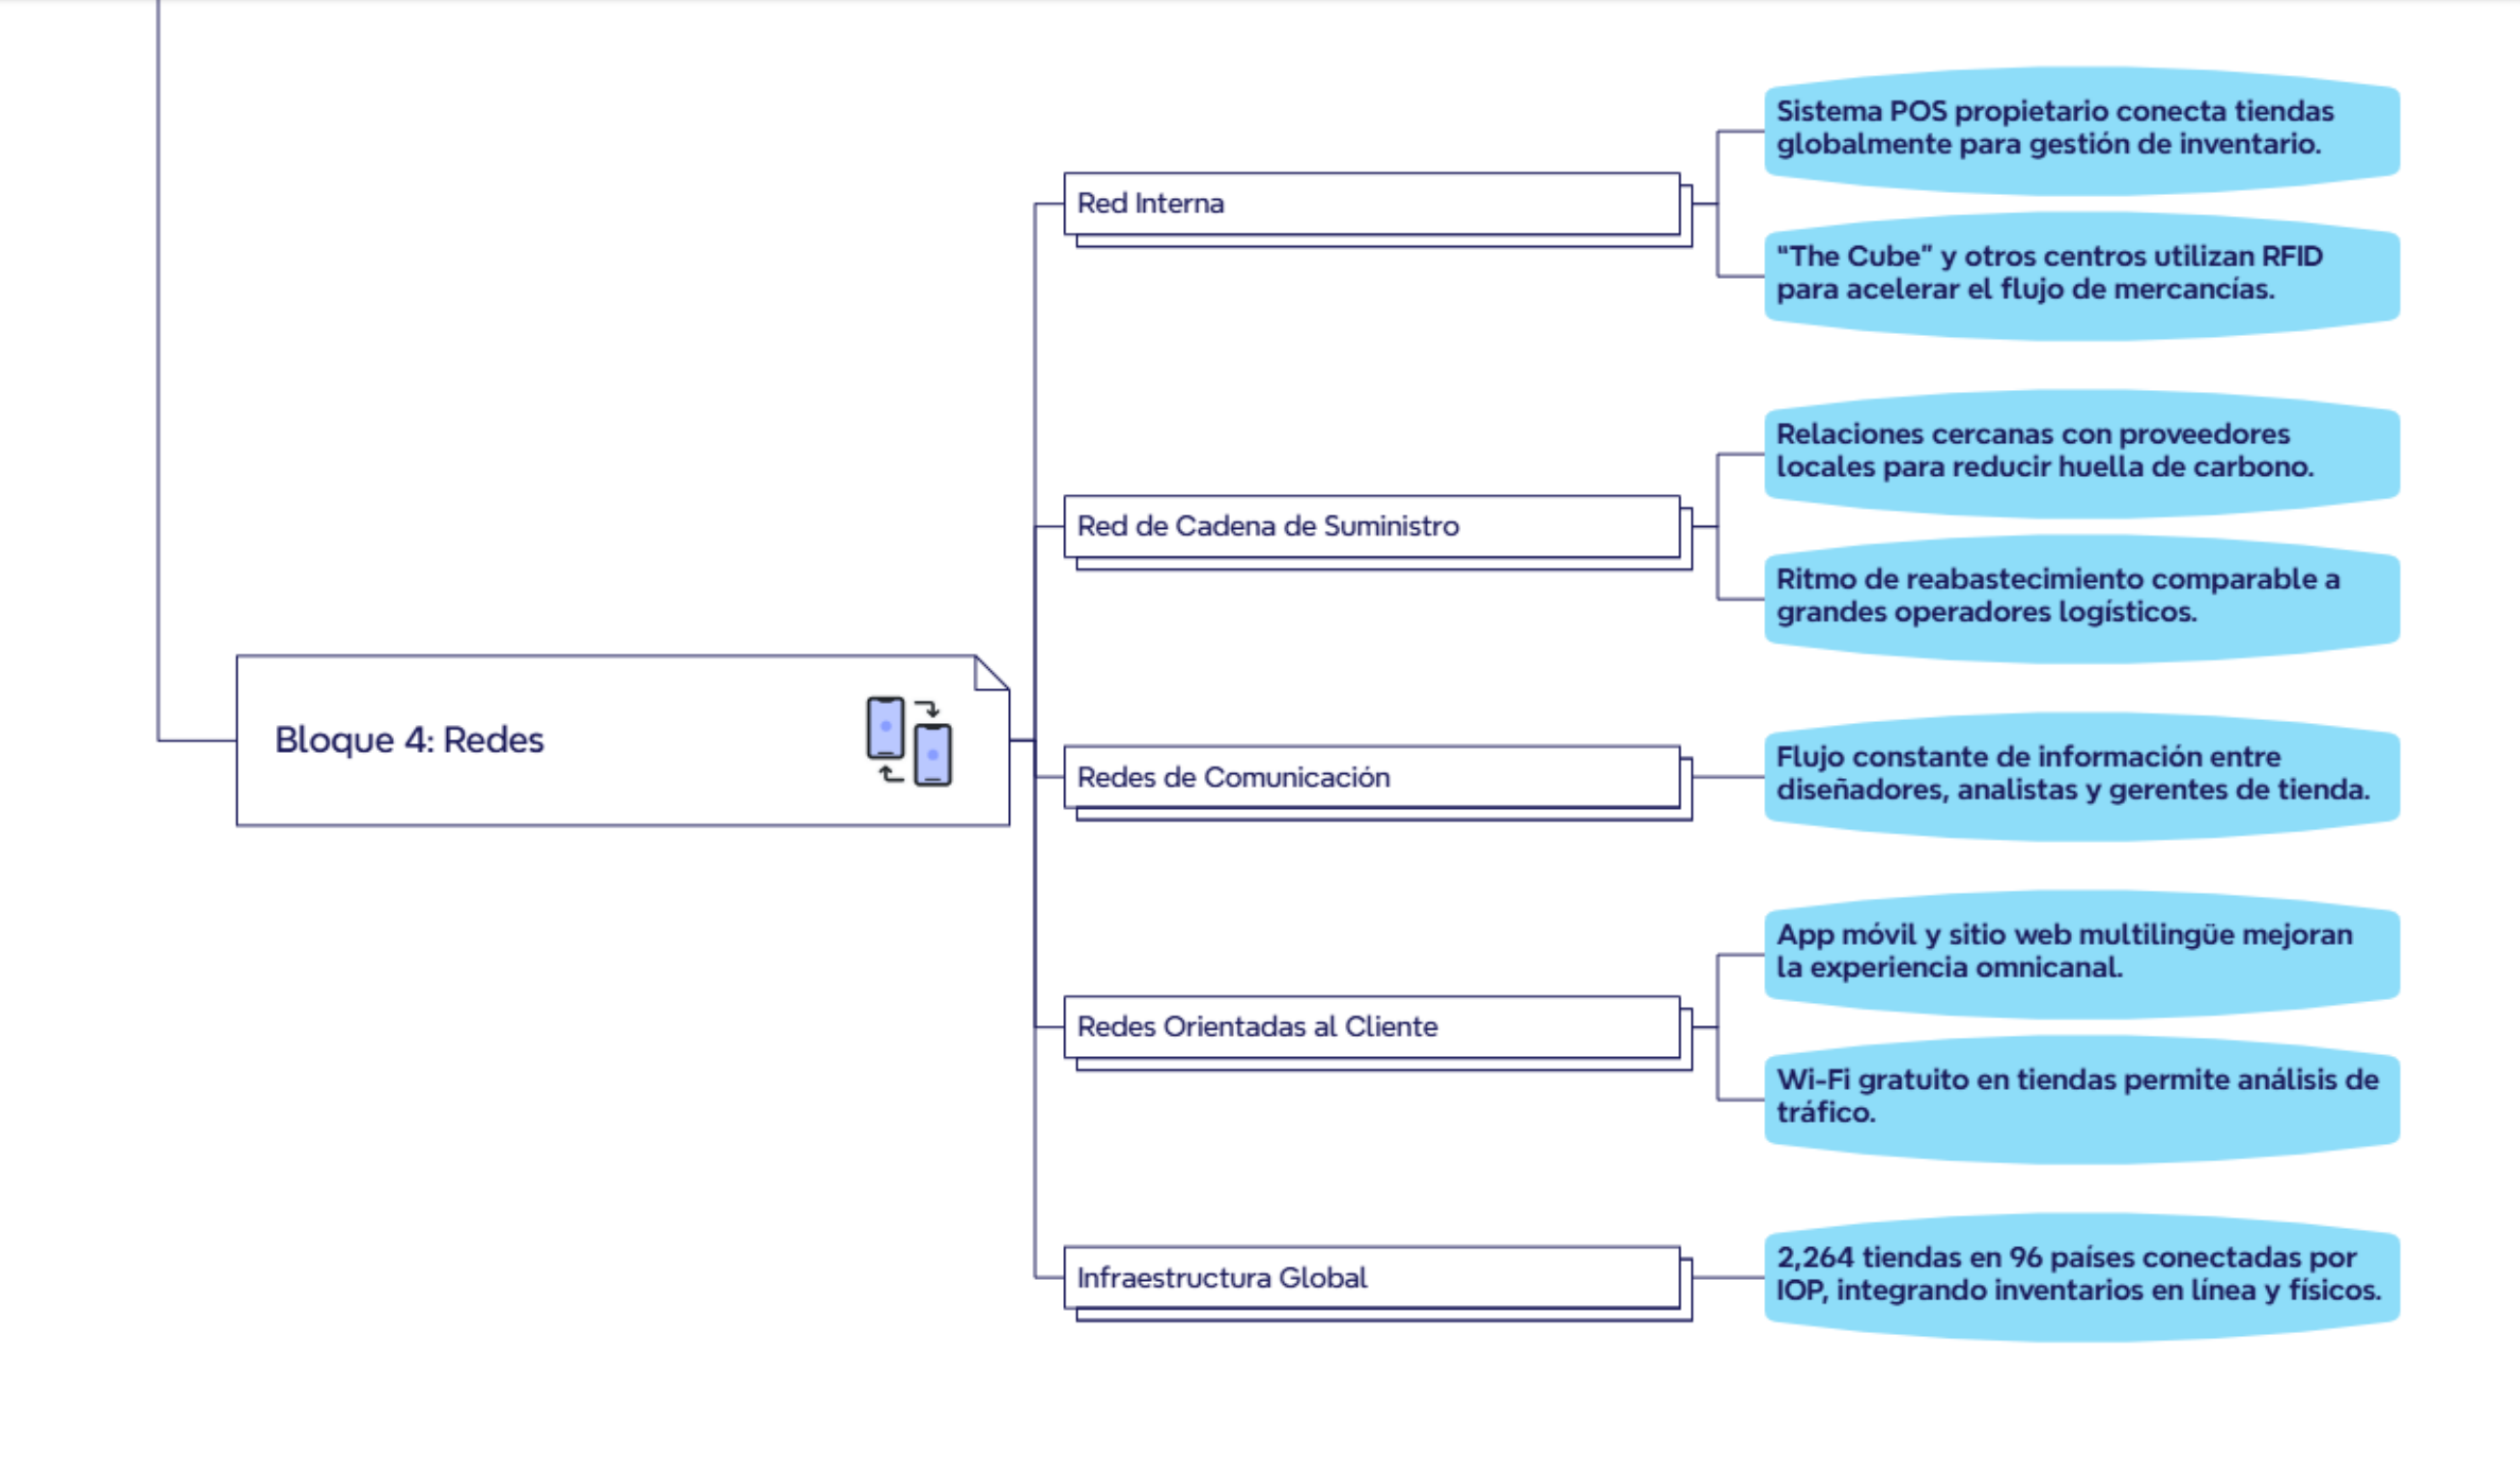 Bloque 4: Redes
Red Interna
Sistema POS propietario conecta tiendas
globalmente para gestión de inventario.
“The Cube” y otros centros utilizan RFID
para acelerar el flujo de mercancías.
Red de Cadena de Suministro
Relaciones cercanas con proveedores
locales para reducir huella de carbono.
Ritmo de reabastecimiento comparable a
grandes operadores logísticos.
Redes de Comunicación
Flujo constante de información entre
diseñadores, analistas y gerentes de tienda.
Redes Orientadas al Cliente
App móvil y sitio web multilingüe mejoran
la experiencia omnicanal.
Wi-Fi gratuito en tiendas permite análisis de
tráfico.
Infraestructura Global
2,264 tiendas en 96 países conectadas por
IOP, integrando inventarios en línea y físicos.